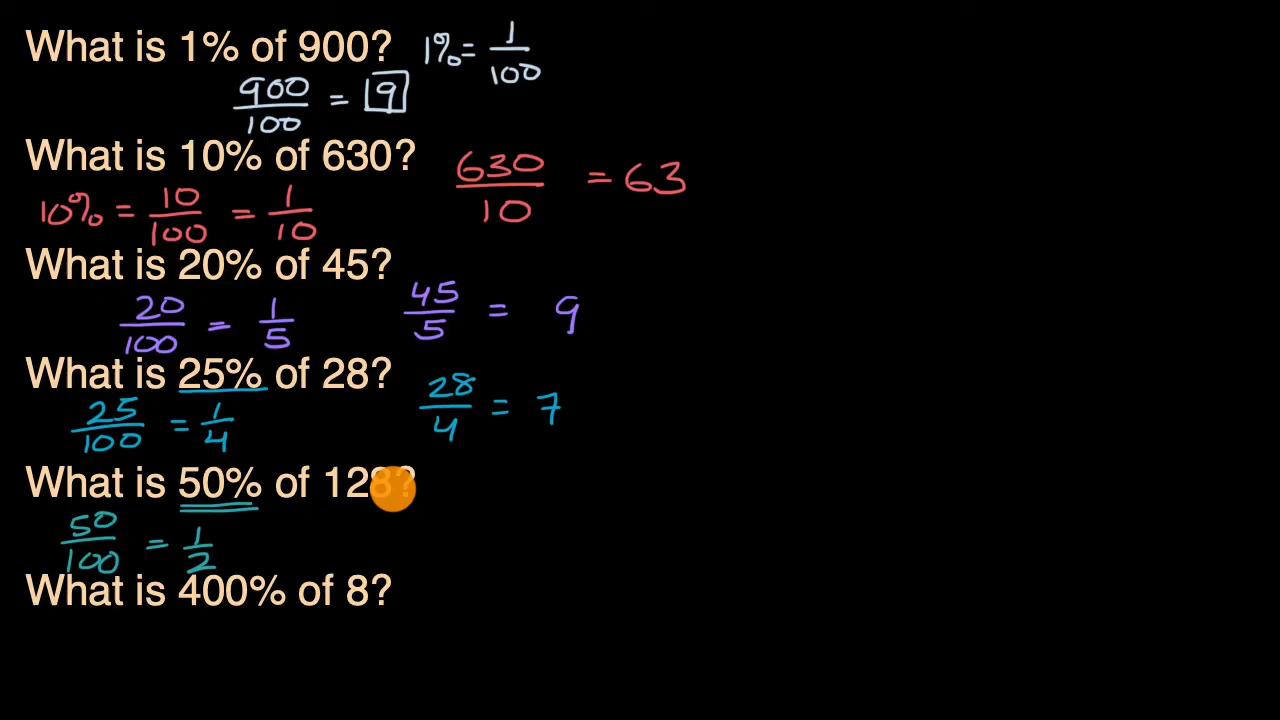 What is 1% of 900? 1% = 1/100
900/100 = 9
What is 10% of 630?
10% = 10/100 = 1/10 630/10 = 63
What is 20% of 45?
20/100 = 1/5 45/5 = 9
What is 25% of 28?
25/100 = 1/4 28/4 = 7
What is 50% of 128?
50/100 = 1/2
What is 400% of 8?